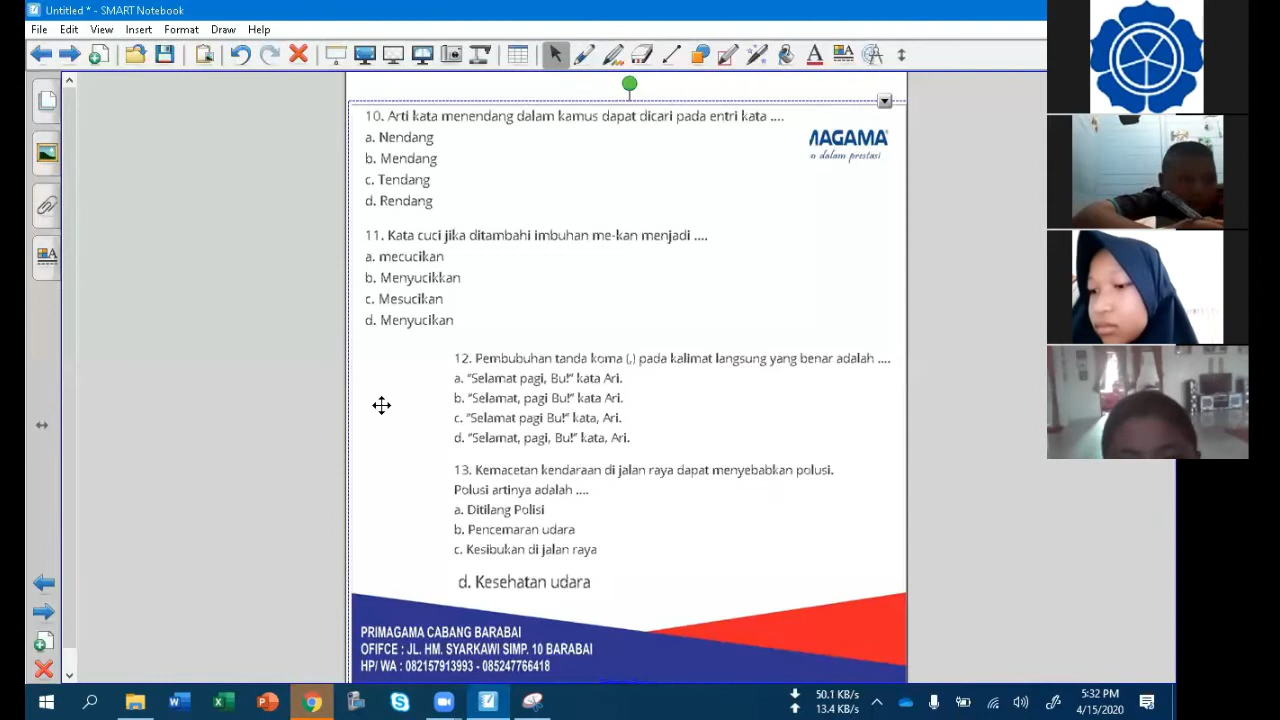 Untitled * - SMART Notebook
File Edit View Insert Format Draw Help
10. Arti kata menendang dalam kamus dapat dicari pada entri kata ....
a. Nendang
b. Mendang
c. Tendang
d. Rendang
MAGAMA
dalam prestasi
11. Kata cuci jika ditambahi imbuhan me-kan menjadi ....
a. mecucikan
b. Menyucikkan
c. Mesucikan
d. Menyucikan
12. Pembubuhan tanda koma (,) pada kalimat langsung yang benar adalah ....
a. “Selamat pagi, Bu!” kata Ari.
b. “Selamat, pagi Bu!” kata Ari.
c. “Selamat pagi Bu!” kata, Ari.
d. “Selamat, pagi, Bu!” kata, Ari.
13. Kemacetan kendaraan di jalan raya dapat menyebabkan polusi.
Polusi artinya adalah ....
a. Ditilang Polisi
b. Pencemaran udara
c. Kesibukan di jalan raya
d. Kesehatan udara
PRIMAGAMA CABANG BARABAI
OFIFCE : JL. HM. SYARKAWI SIMP. 10 BARABAI
HP/ WA : 082157913993 - 085247766418
50.1 KB/s
13.4 KB/s
5:32 PM
4/15/2020